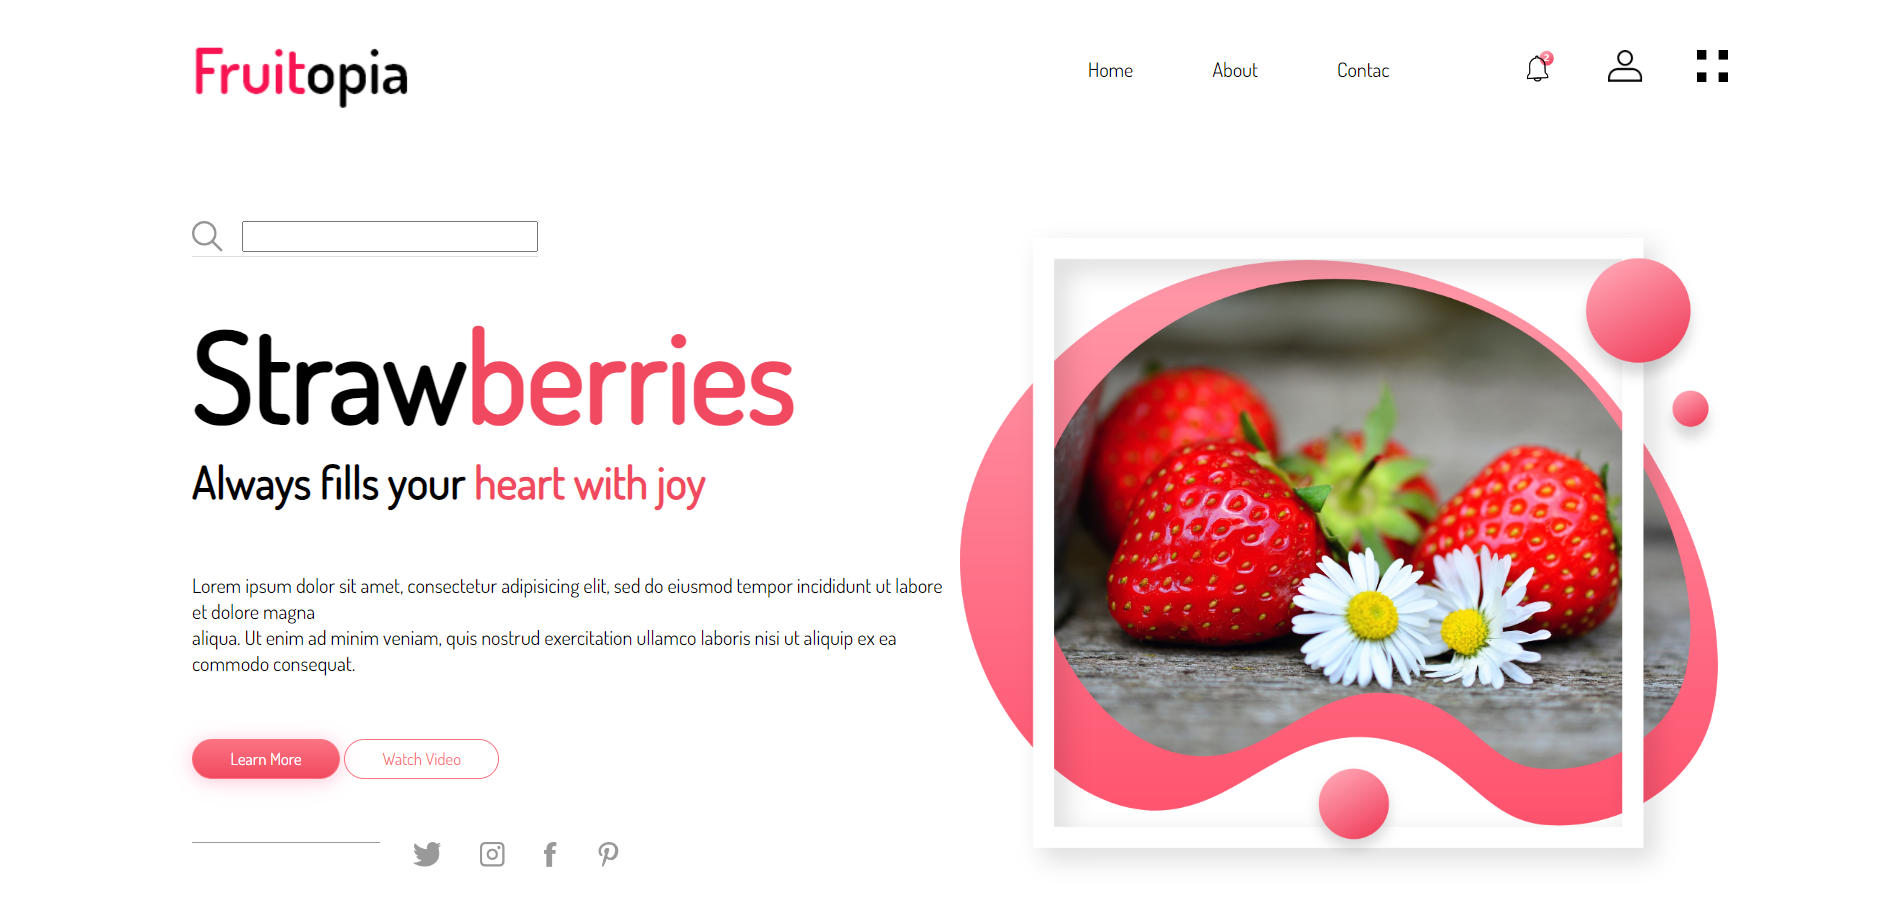 Fruitopia
Home
About
Contac
2
Strawberries
Always fills your heart with joy
Lorem ipsum dolor sit amet, consectetur adipisicing elit, sed do eiusmod tempor incididunt ut labore
et dolore magna
aliqua. Ut enim ad minim veniam, quis nostrud exercitation ullamco laboris nisi ut aliquip ex ea
commodo consequat.
Learn More
Watch Video